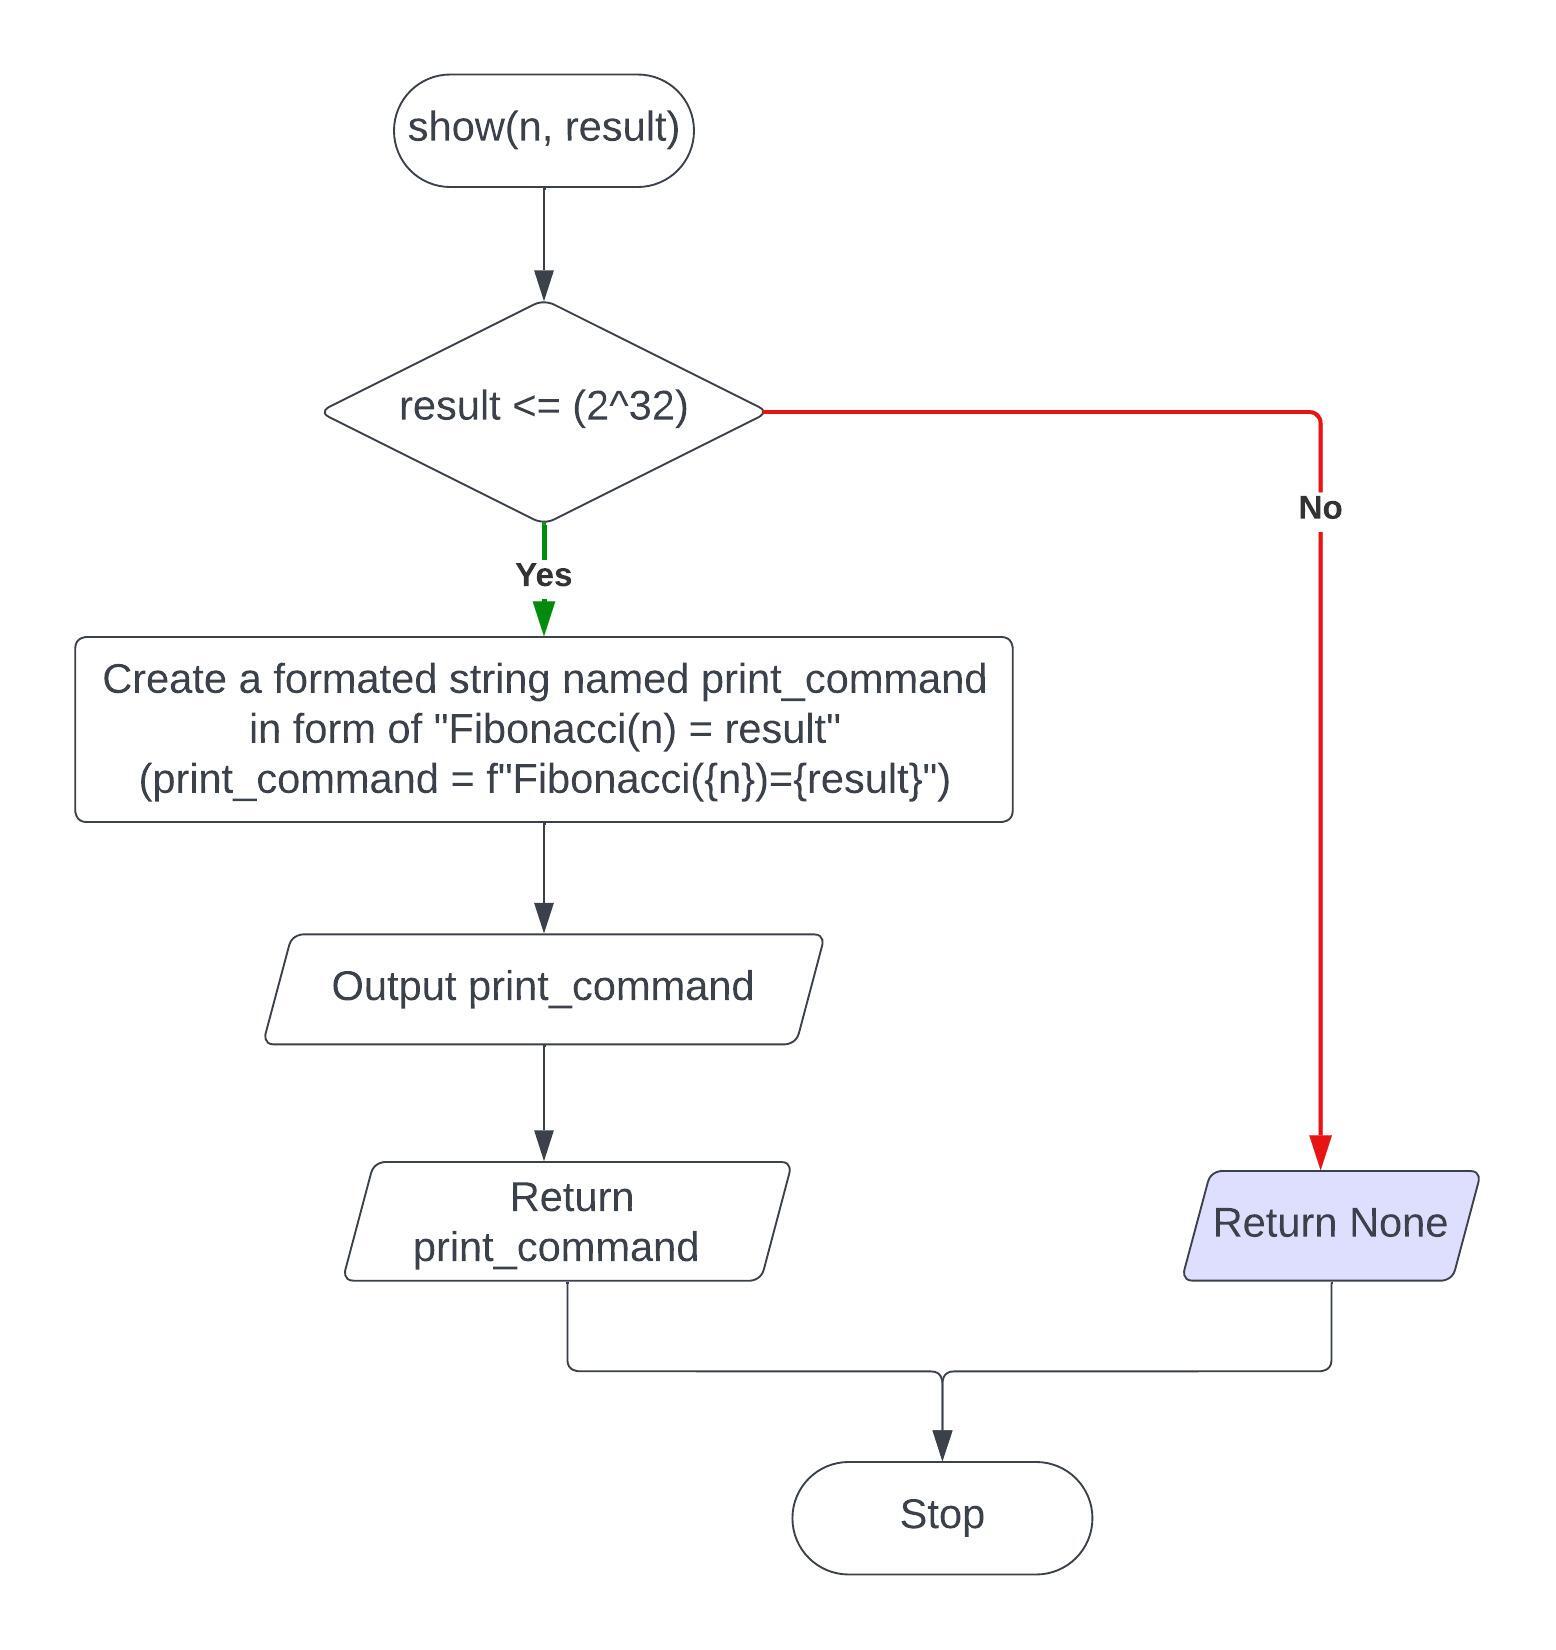 show(n, result)
result <= (2^32)
No
Yes
Create a formated string named print_command
in form of "Fibonacci(n) = result"
(print_command = f"Fibonacci({n})={result}")
Output print_command
Return
print_command
Return None
Stop